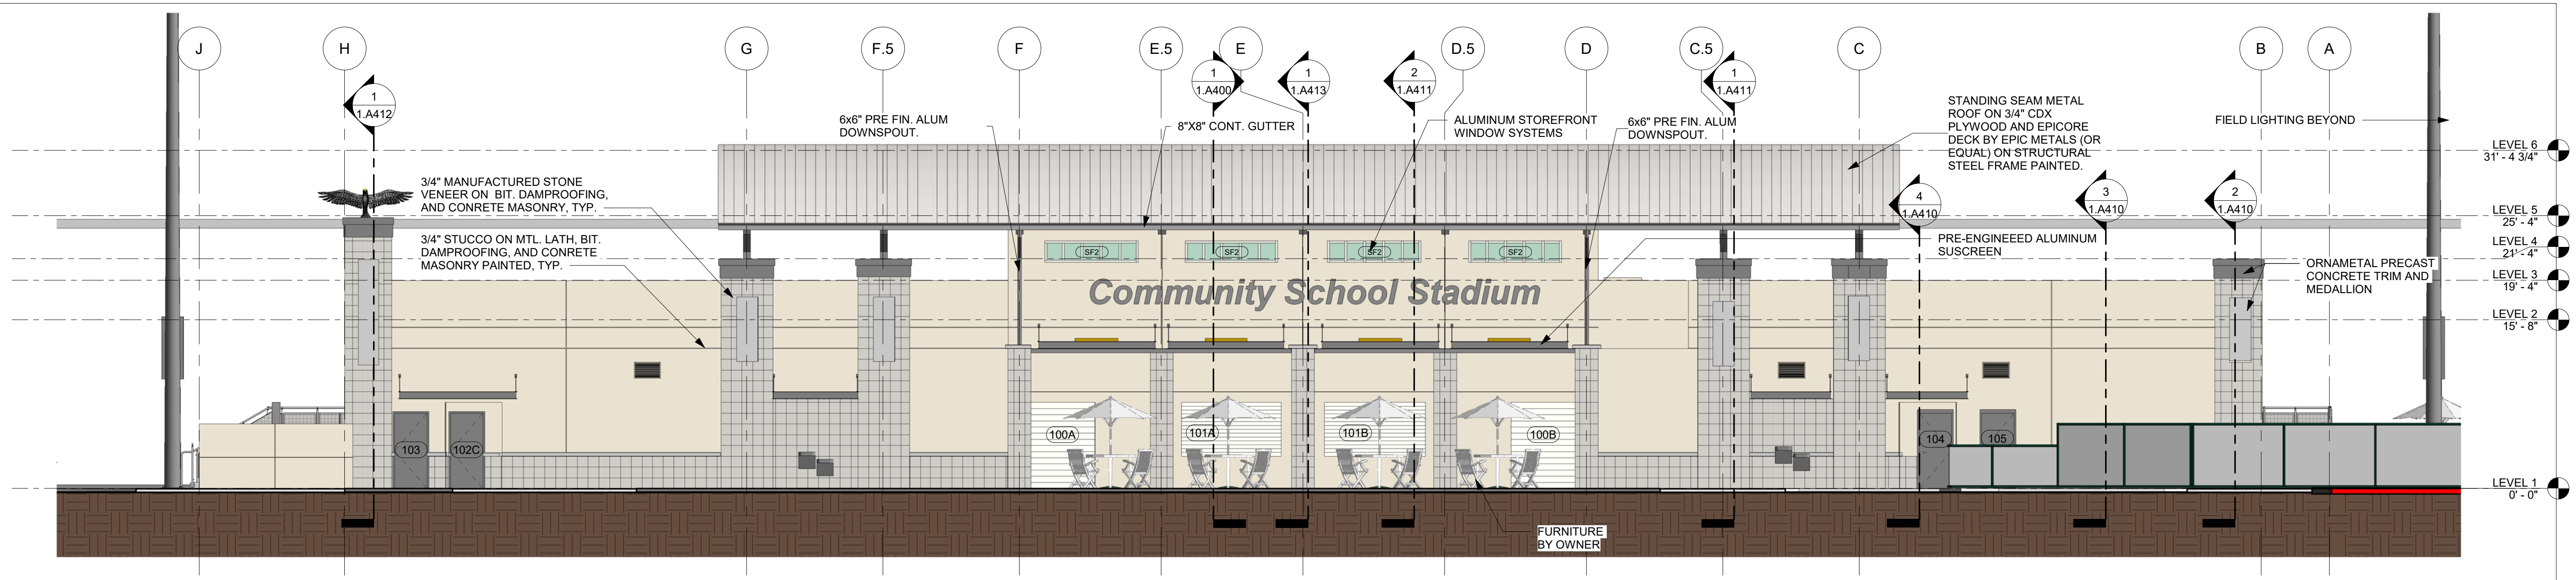 J
H
G
F.5
F
E.5
E
D.5
D
C.5
C
B
A
1
1.A412
1
1.A400
1
1.A413
2
1.A411
1
1.A411
4
1.A410
3
1.A410
2
1.A410
6x6" PRE FIN. ALUM
DOWNSPOUT.
8"X8" CONT. GUTTER
ALUMINUM STOREFRONT
WINDOW SYSTEMS
6x6" PRE FIN. ALUM
DOWNSPOUT.
STANDING SEAM METAL
ROOF ON 3/4" CDX
PLYWOOD AND EPICORE
DECK BY EPIC METALS (OR
EQUAL) ON STRUCTURAL
STEEL FRAME PAINTED.
FIELD LIGHTING BEYOND
LEVEL 6
31' - 4 3/4"
3/4" MANUFACTURED STONE
VENEER ON BIT. DAMPROOFING,
AND CONRETE MASONRY, TYP.
LEVEL 5
25' - 4"
3/4" STUCCO ON MTL. LATH, BIT.
DAMPROOFING, AND CONRETE
MASONRY PAINTED, TYP.
SF2
SF2
SF2
SF2
PRE-ENGINEEED ALUMINUM
SUSCREEN
LEVEL 4
21' - 4"
ORNAMETAL PRECAST
CONCRETE TRIM AND
MEDALLION
LEVEL 3
19' - 4"
Community School Stadium
LEVEL 2
15' - 8"
103
102C
100A
101A
101B
100B
104
105
LEVEL 1
0' - 0"
FURNITURE
BY OWNER